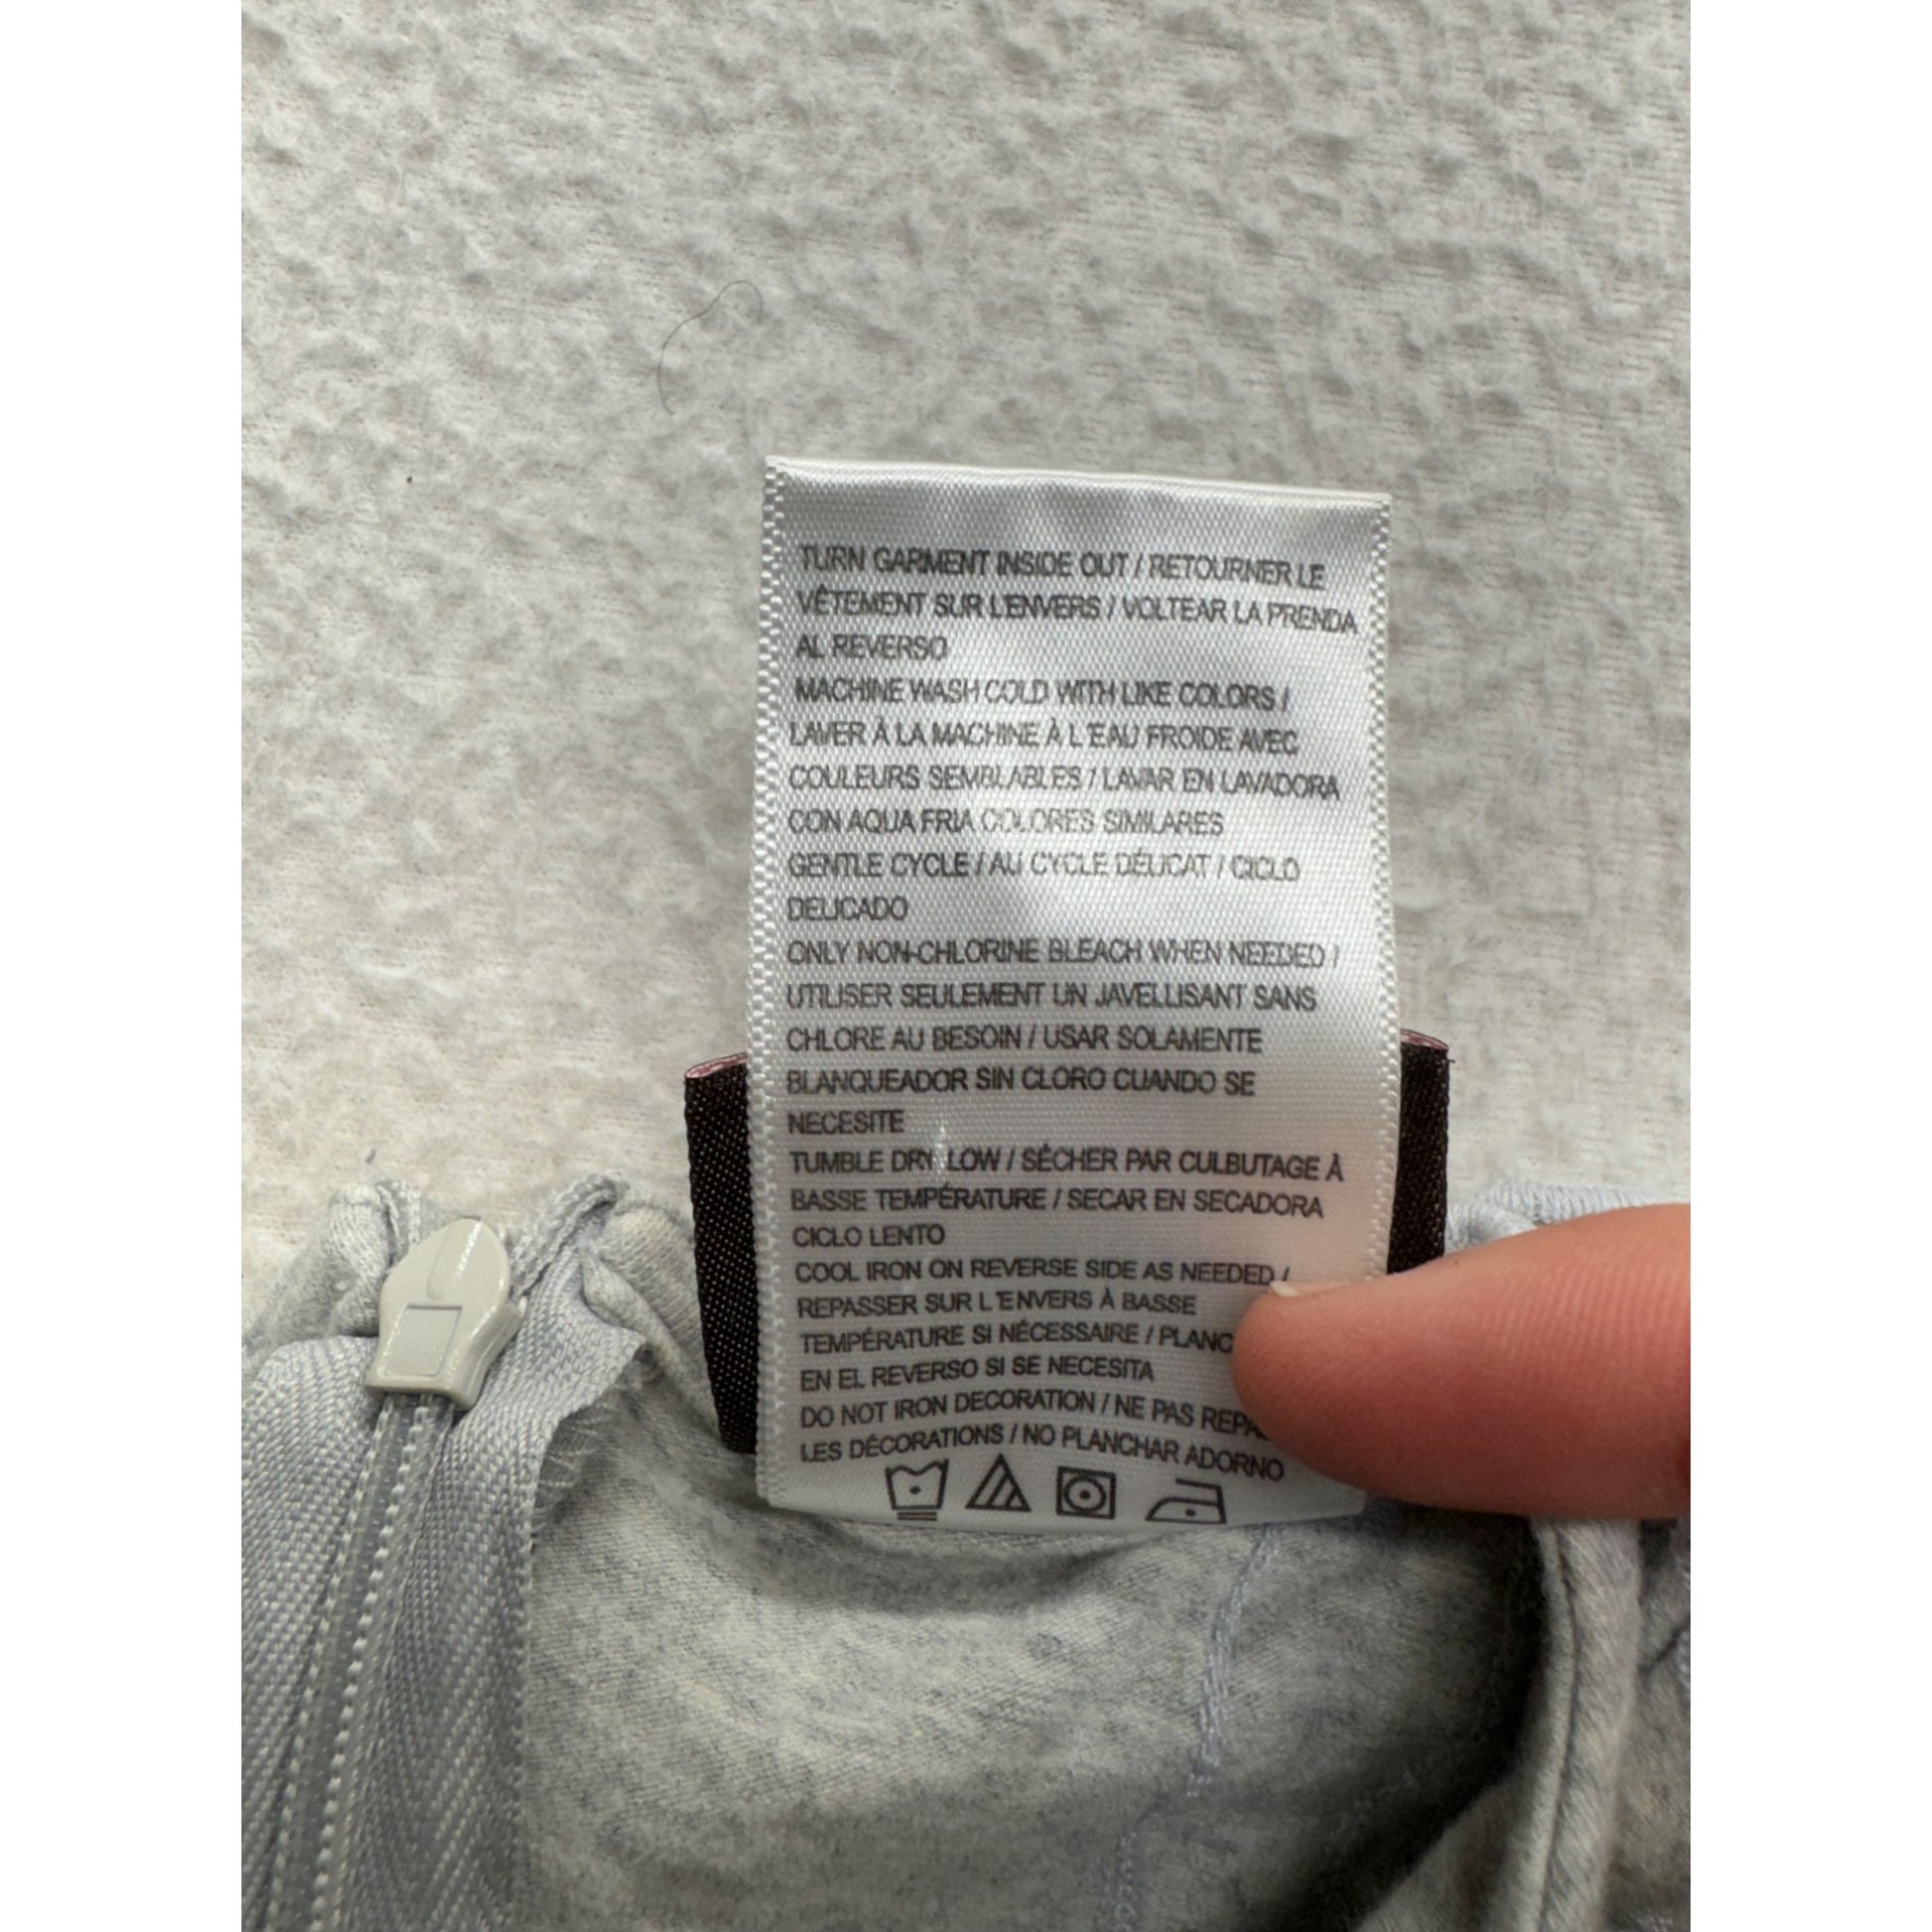 TURN GARMENT INSIDE OUT / RETOURNER LE
VÊTEMENT SUR L'ENVERS / VOLTEAR LA PRENDA
AL REVERSO
MACHINE WASH COLD WITH LIKE COLORS /
LAVER À LA MACHINE À L'EAU FROIDE AVEC
COULEURS SEMBLABLES / LAVAR EN LAVADORA
CON AQUA FRIA COLORES SIMILARES
GENTLE CYCLE / AU CYCLE DÉLICAT / CICLO
DELICADO
ONLY NON-CHLORINE BLEACH WHEN NEEDED /
UTILISER SEULEMENT UN JAVELLISANT SANS
CHLORE AU BESOIN / USAR SOLAMENTE
BLANQUEADOR SIN CLORO CUANDO SE
NECESITE
TUMBLE DRY LOW / SÉCHER PAR CULBUTAGE À
BASSE TEMPÉRATURE / SECAR EN SECADORA
CICLO LENTO
COOL IRON ON REVERSE SIDE AS NEEDED /
REPASSER SUR L'ENVERS À BASSE
TEMPÉRATURE SI NÉCESSAIRE / PLANC
EN EL REVERSO SI SE NECESITA
DO NOT IRON DECORATION / NE PAS REPA
LES DÉCORATIONS / NO PLANCHAR ADORNO